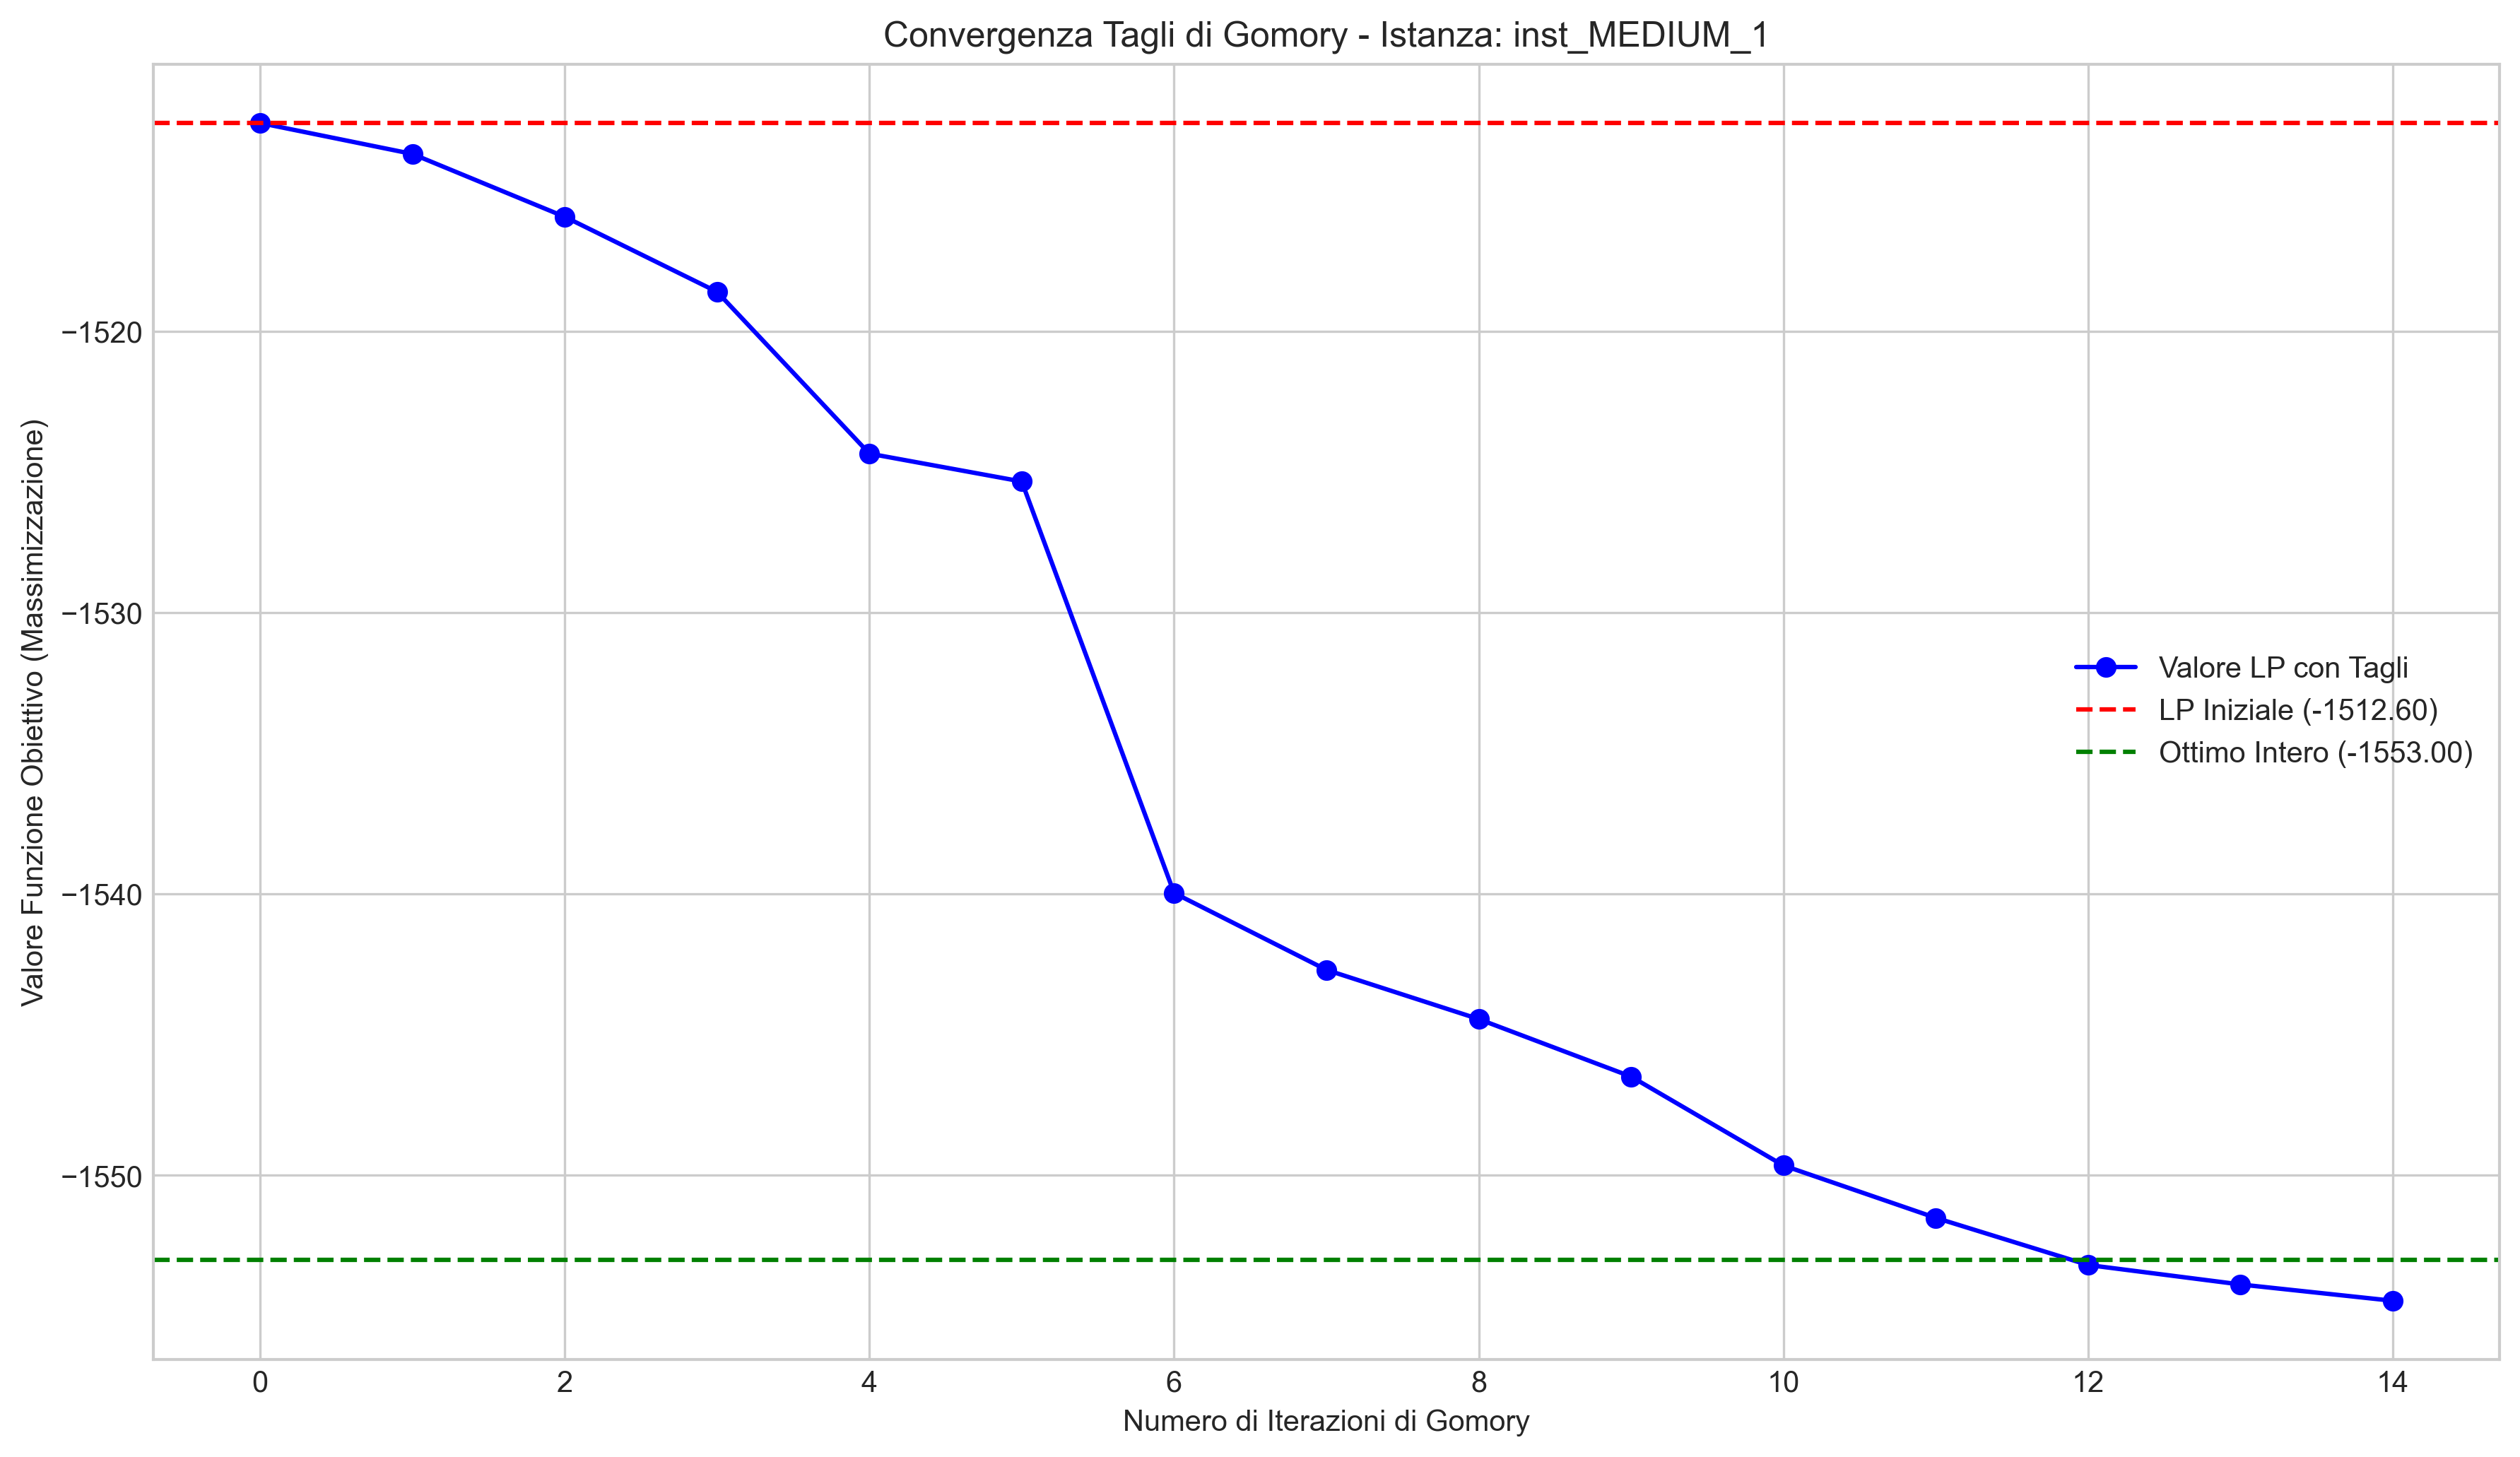 Convergenza Tagli di Gomory - Istanza: inst_MEDIUM_1
Valore Funzione Obiettivo (Massimizzazione)
−1520
−1530
−1540
−1550
Valore LP con Tagli
LP Iniziale (-1512.60)
Ottimo Intero (-1553.00)
0 2 4 6 8 10 12 14
Numero di Iterazioni di Gomory